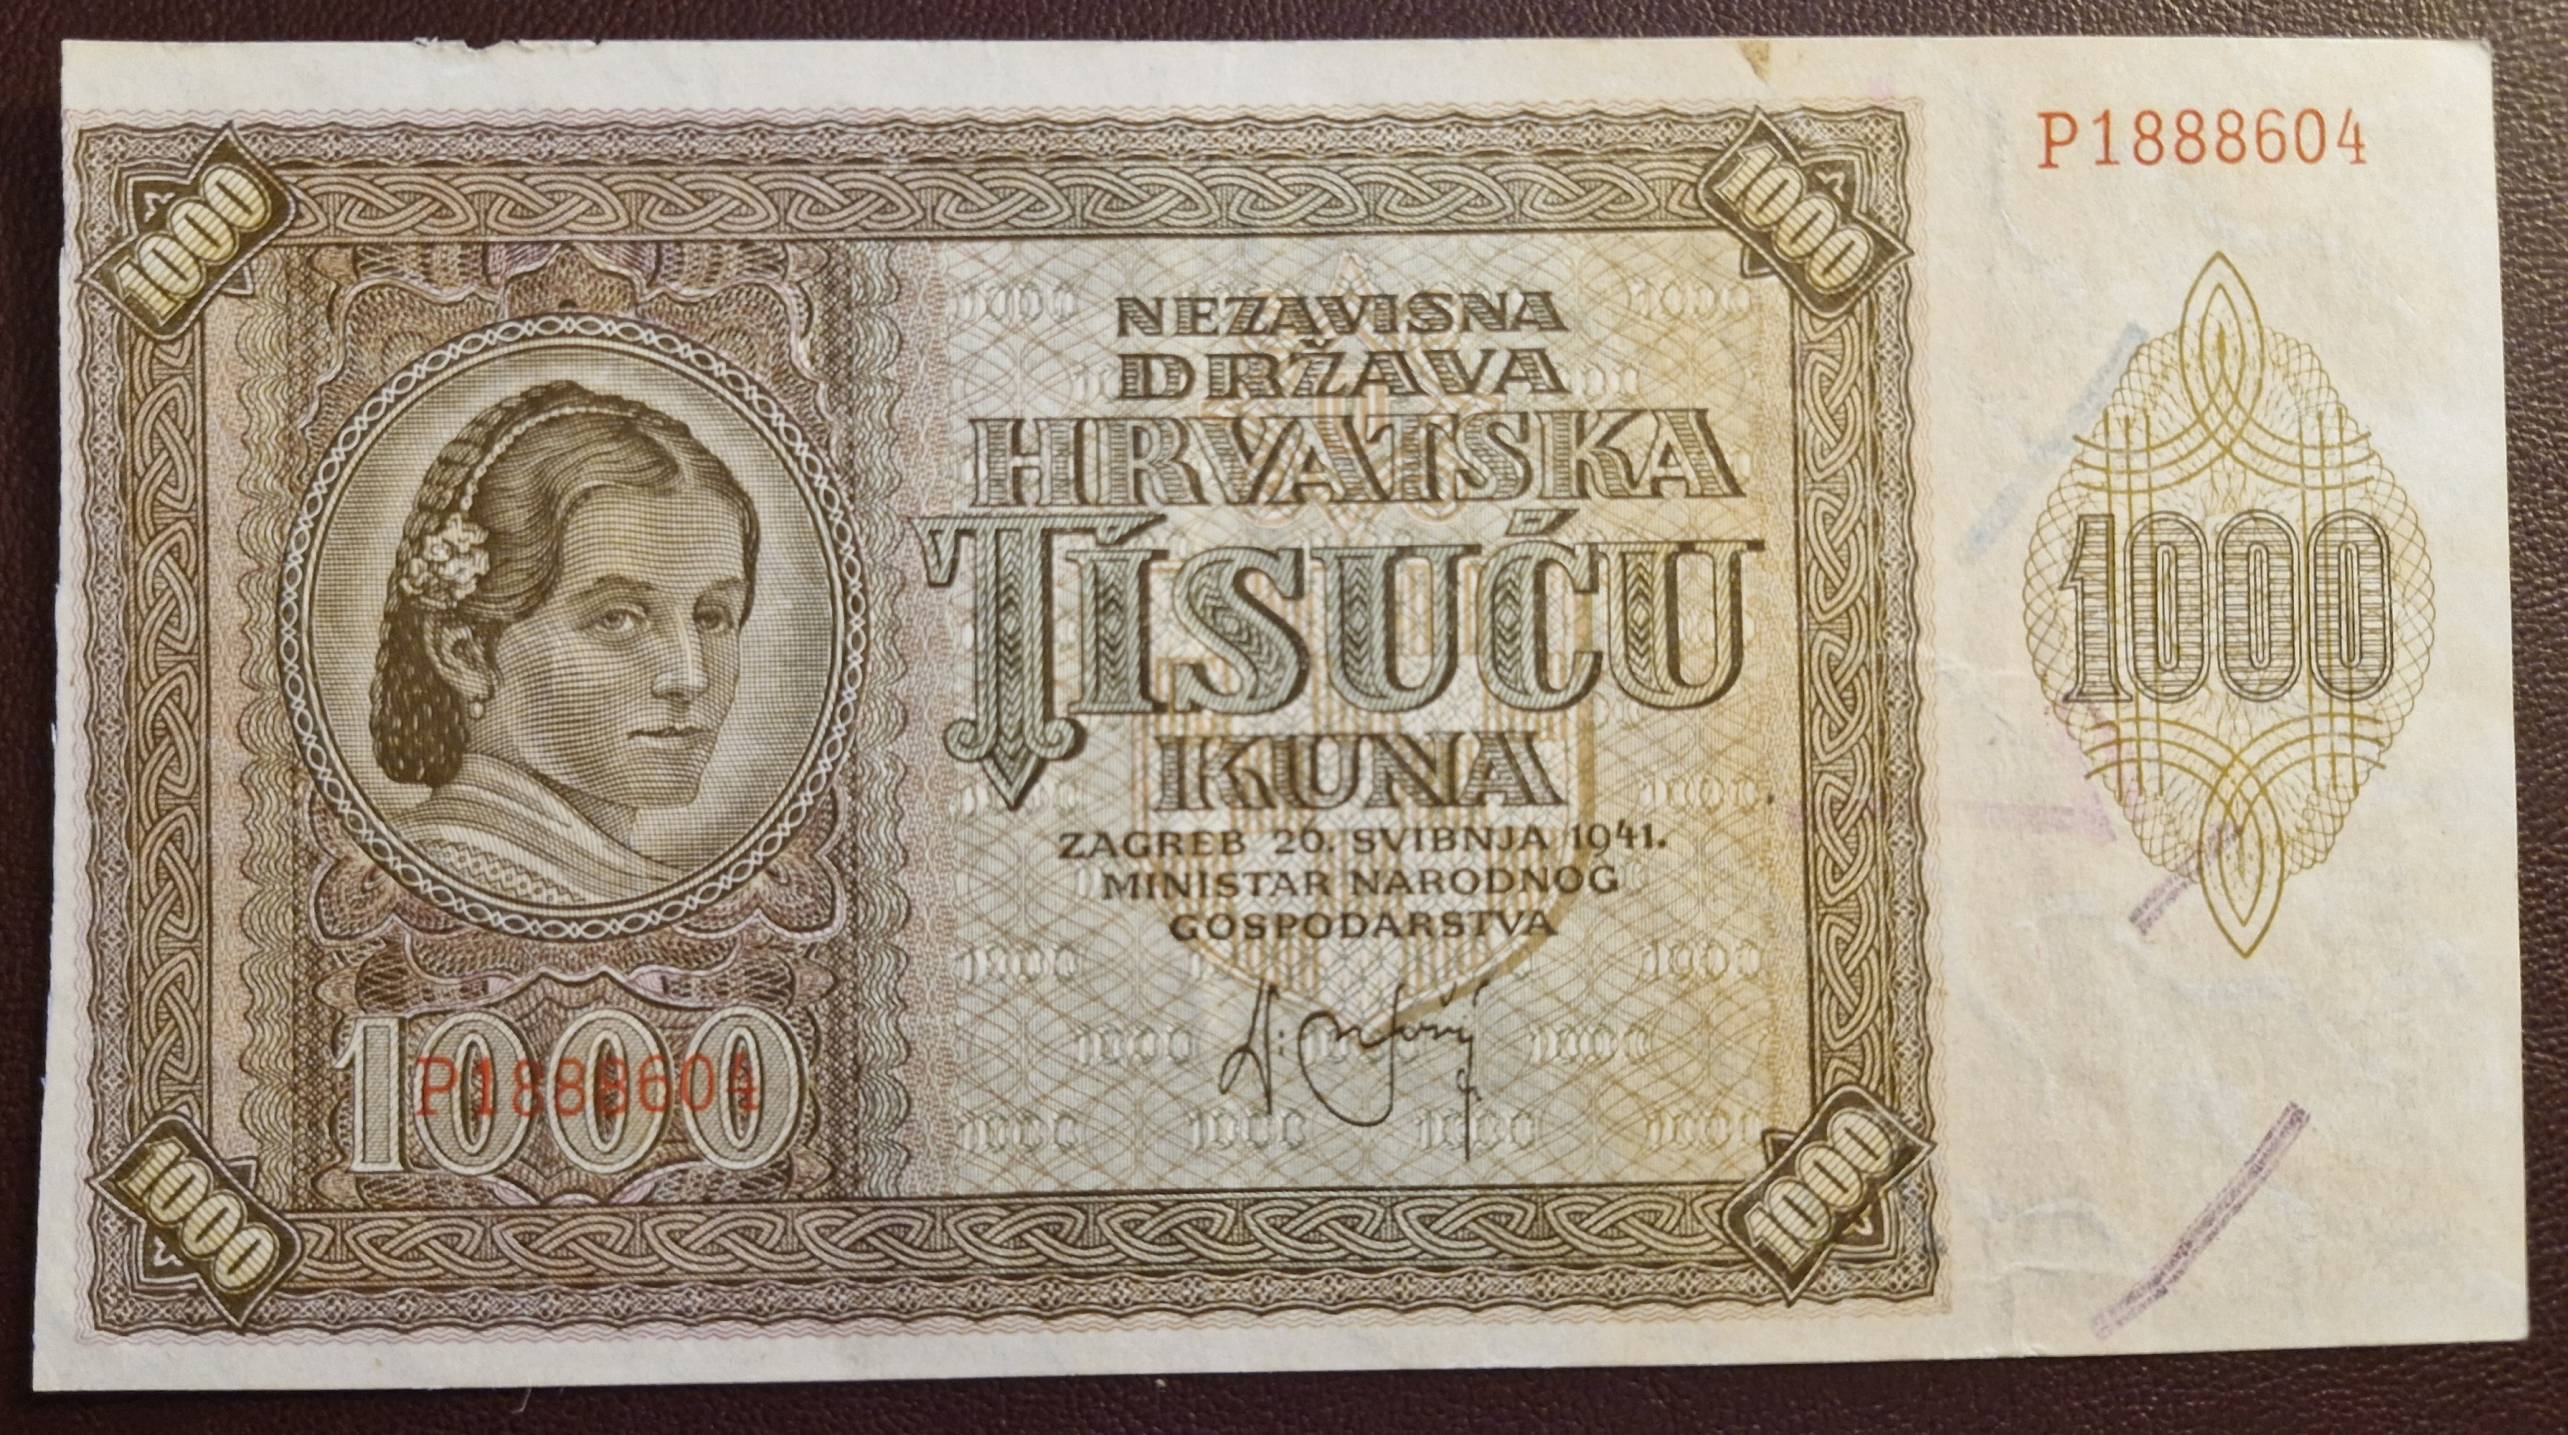 1000
1000
P1888604
NEZAVISNA
DRŽAVA
HRVATSKA
TISUĆU
KUNA
ZAGREB 26. SVIBNJA 1941.
MINISTAR NARODNOG
GOSPODARSTVA
1000
1000
P1888604
1000
1000